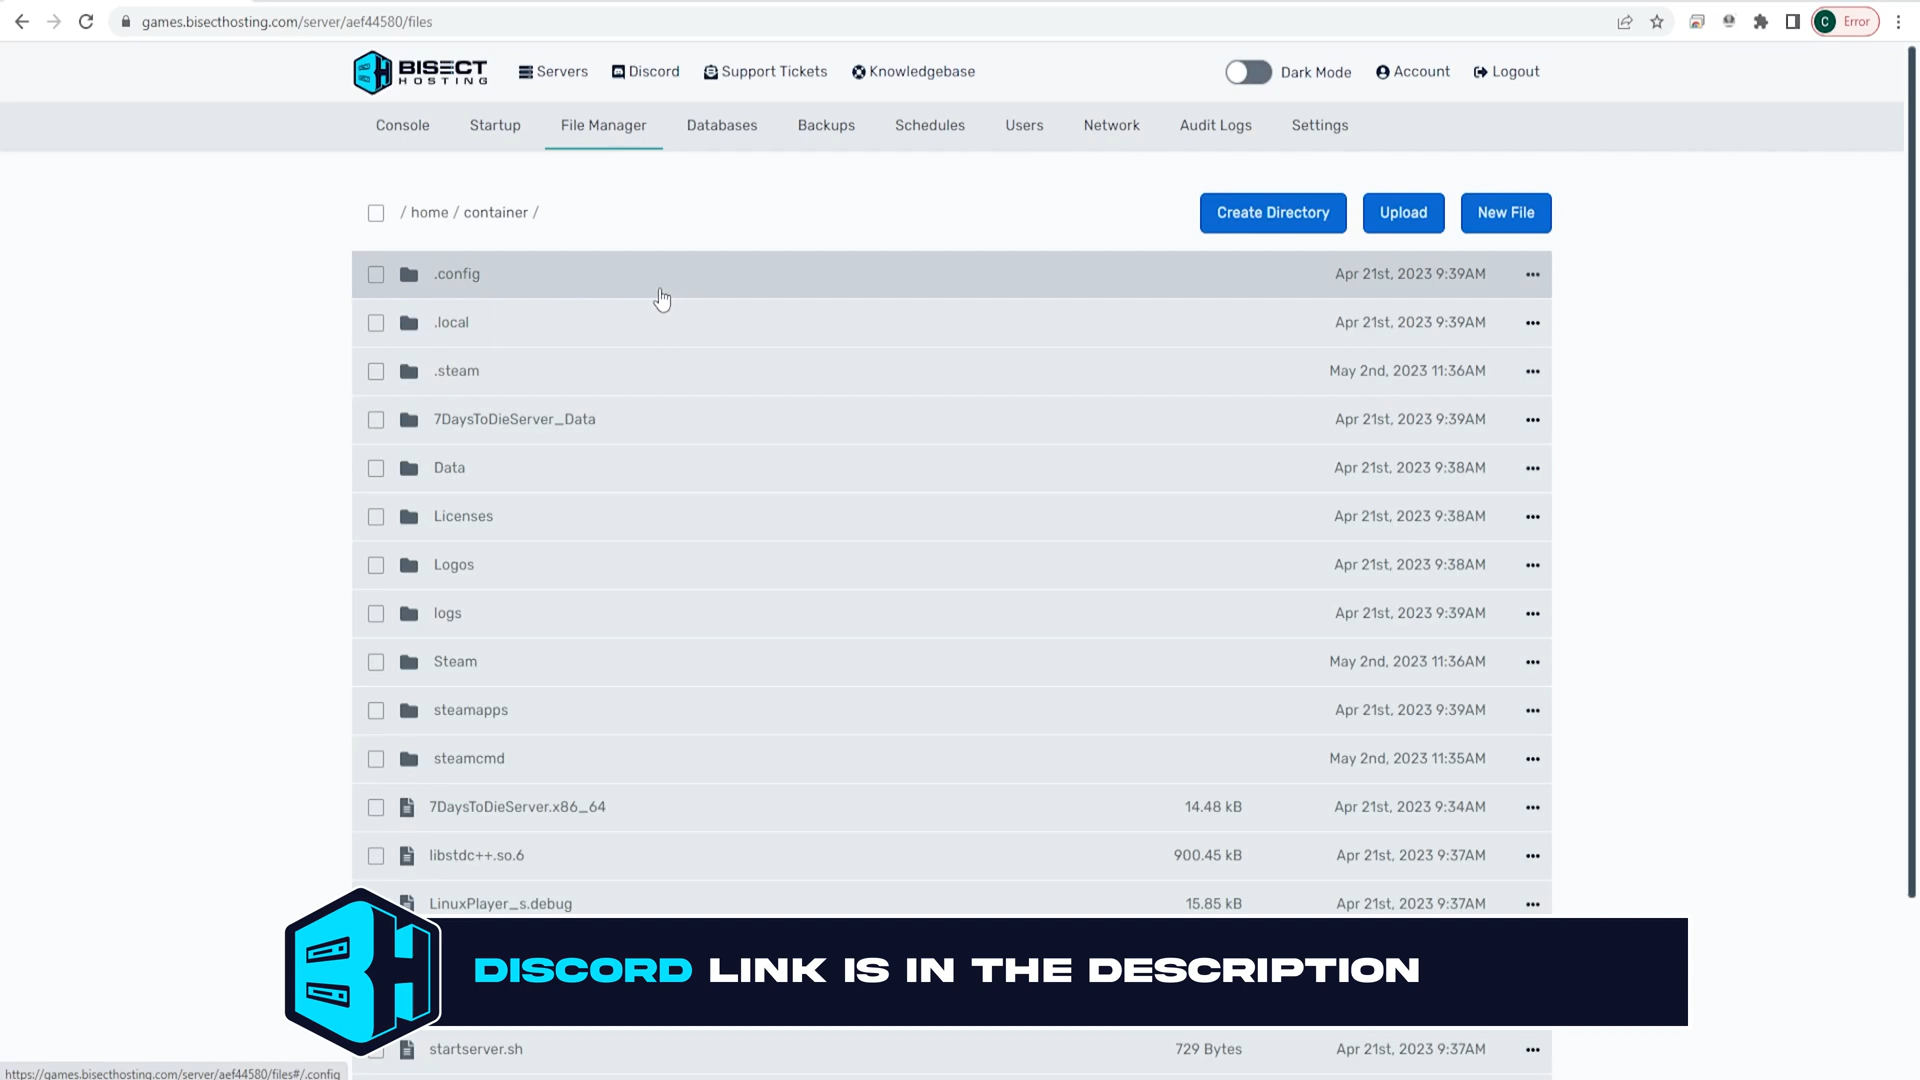 games.bisecthosting.com/server/aef44580/files
C Error
BISECT HOSTING Servers Discord Support Tickets Knowledgebase Dark Mode Account Logout
Console Startup File Manager Databases Backups Schedules Users Network Audit Logs Settings
/ home / container / Create Directory Upload New File
.config Apr 21st, 2023 9:39AM
.local Apr 21st, 2023 9:39AM
.steam May 2nd, 2023 11:36AM
7DaysToDieServer_Data Apr 21st, 2023 9:39AM
Data Apr 21st, 2023 9:38AM
Licenses Apr 21st, 2023 9:38AM
Logos Apr 21st, 2023 9:38AM
logs Apr 21st, 2023 9:39AM
Steam May 2nd, 2023 11:36AM
steamapps Apr 21st, 2023 9:39AM
steamcmd May 2nd, 2023 11:35AM
7DaysToDieServer.x86_64 14.48 kB Apr 21st, 2023 9:34AM
libstdc++.so.6 900.45 kB Apr 21st, 2023 9:37AM
LinuxPlayer_s.debug 15.85 kB Apr 21st, 2023 9:37AM
DISCORD LINK IS IN THE DESCRIPTION
startserver.sh 729 Bytes Apr 21st, 2023 9:37AM
https://games.bisecthosting.com/server/aef44580/files#/.config